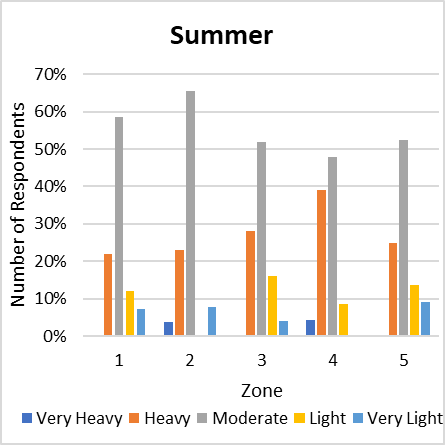 Summer
70%
60%
50%
40%
30%
20%
10%
0%
Number of Respondents
1 2 3 4 5
Zone
Very Heavy Heavy Moderate Light Very Light